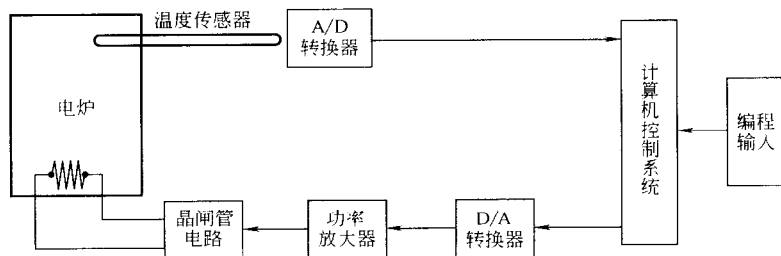 温度传感器
A/D
转换器
电炉
计算机控制系统
编程
输入
晶闸管
电路
功率
放大器
D/A
转换器